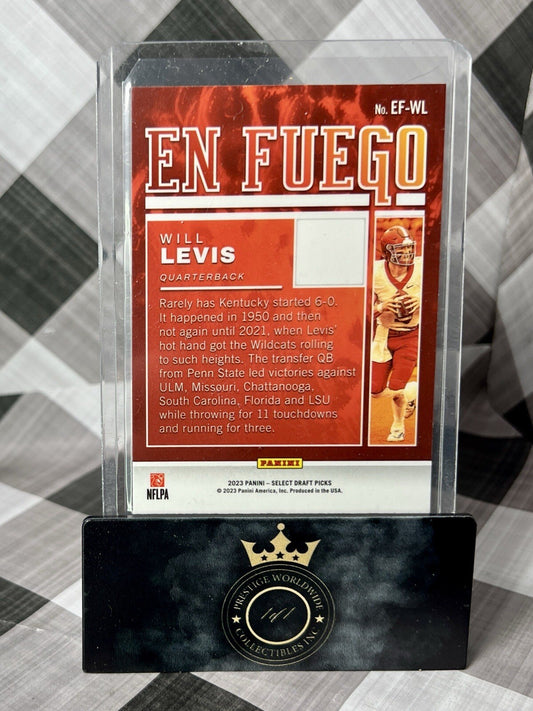 No. EF-WL
EN FUEGO
WILL
LEVIS
QUARTERBACK
Rarely has Kentucky started 6-0.
It happened in 1950 and then
not again until 2021, when Levis'
hot hand got the Wildcats rolling
to such heights. The transfer QB
from Penn State led victories against
ULM, Missouri, Chattanooga,
South Carolina, Florida and LSU
while throwing for 11 touchdowns
and running for three.
PANINI
NFLPA
2023 PANINI – SELECT DRAFT PICKS
© 2023 Panini America, Inc. Produced in the USA.
PRESTIGE WORLDWIDE
1of1
COLLECTIBLES INC